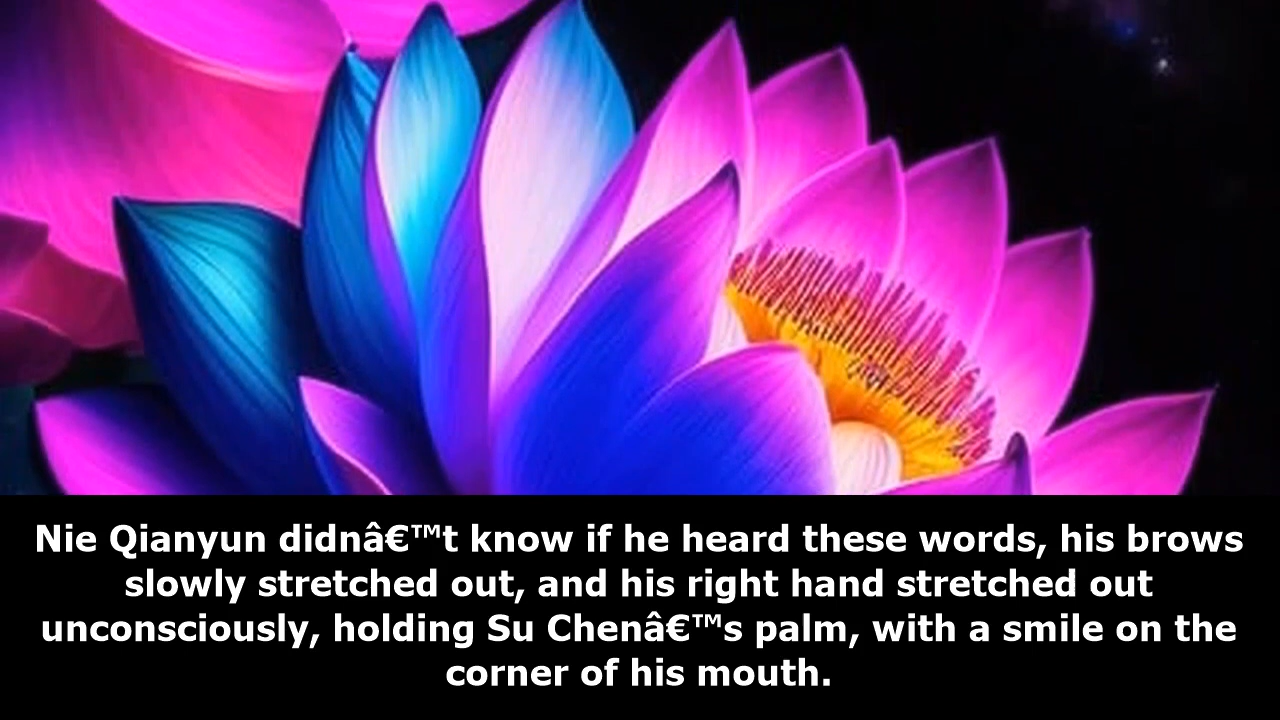 Nie Qianyun didnâ€™t know if he heard these words, his brows
slowly stretched out, and his right hand stretched out
unconsciously, holding Su Chenâ€™s palm, with a smile on the
corner of his mouth.